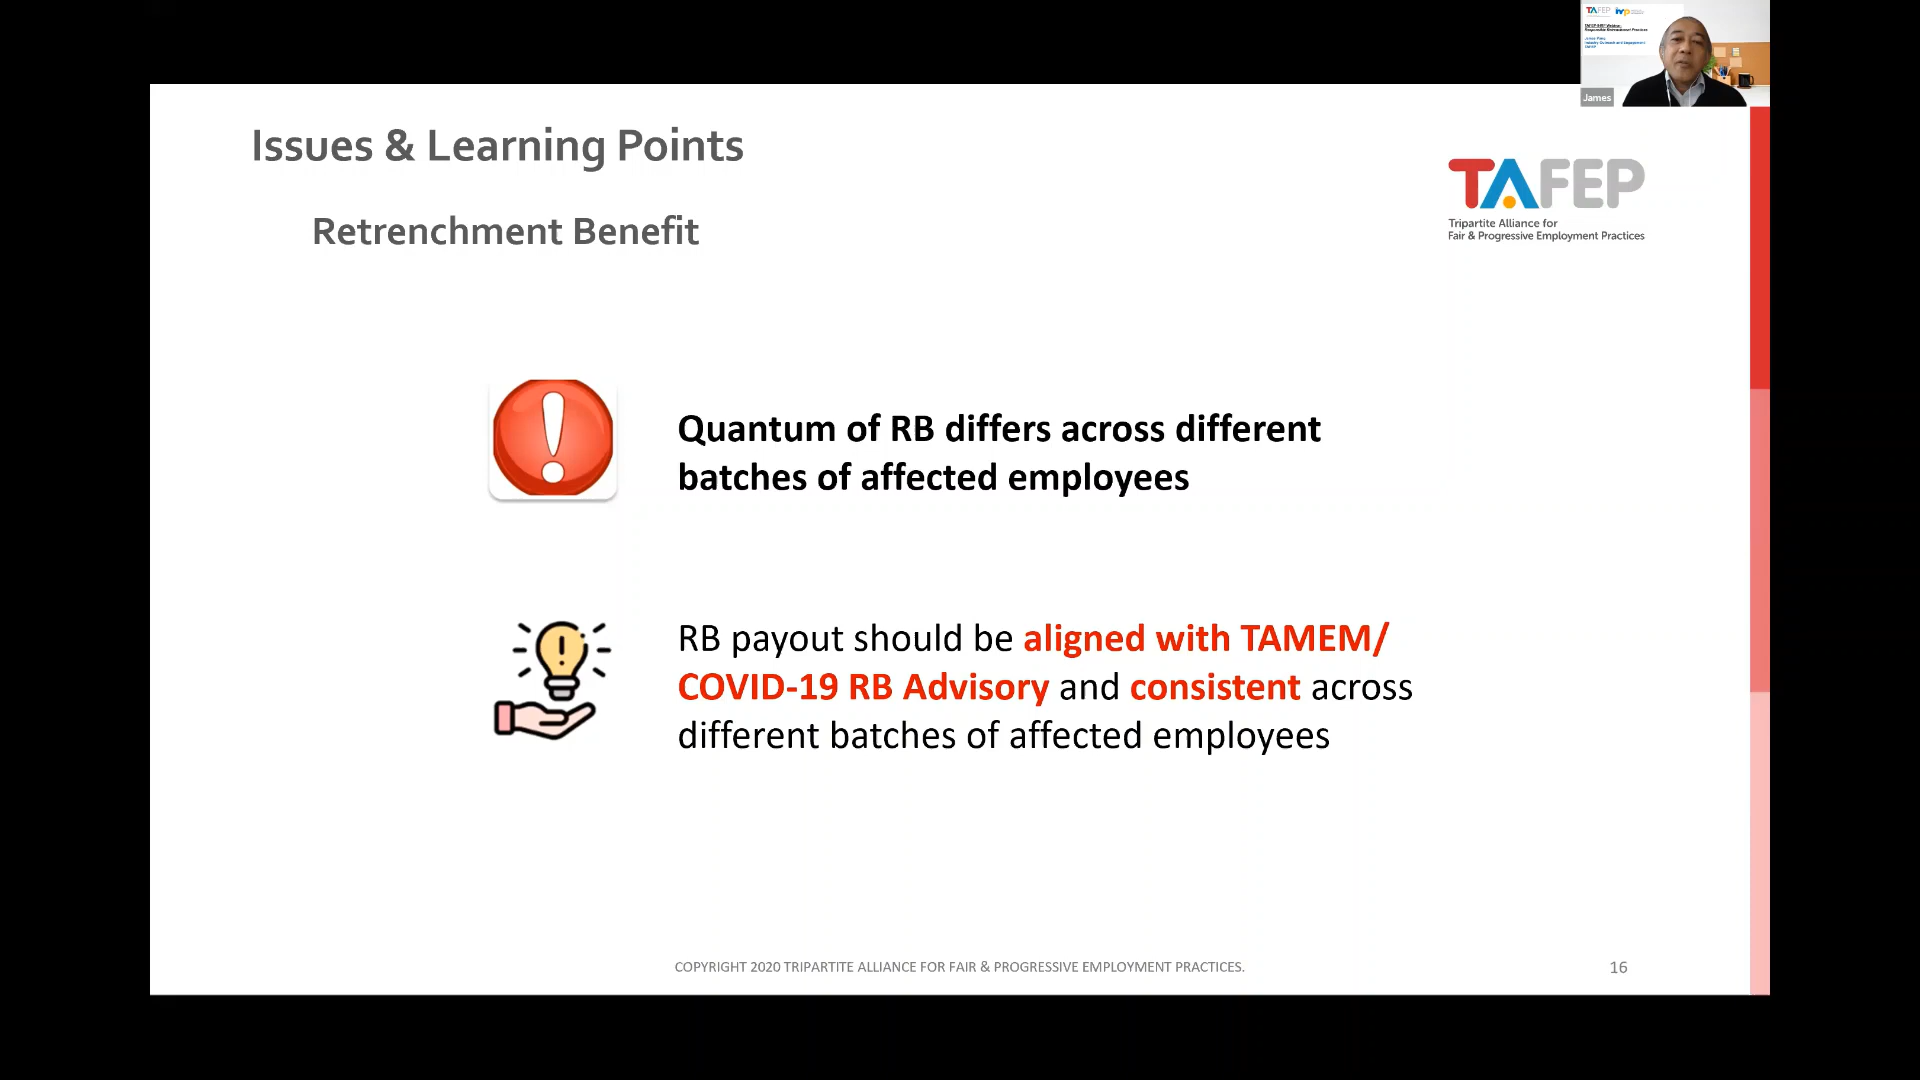 TAFEP
James
Issues & Learning Points
TAFEP
Tripartite Alliance for
Fair & Progressive Employment Practices
Retrenchment Benefit
Quantum of RB differs across different
batches of affected employees
RB payout should be aligned with TAMEM/
COVID-19 RB Advisory and consistent across
different batches of affected employees
COPYRIGHT 2020 TRIPARTITE ALLIANCE FOR FAIR & PROGRESSIVE EMPLOYMENT PRACTICES.
16